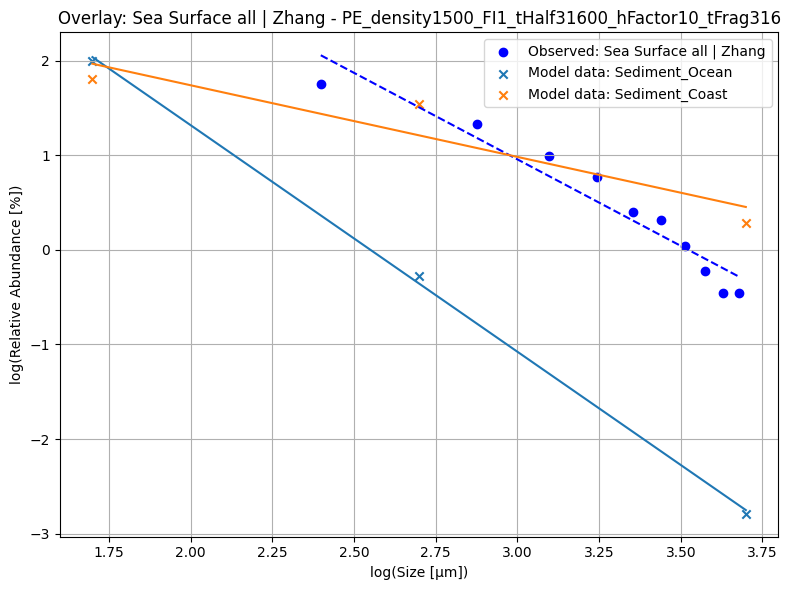 Overlay: Sea Surface all | Zhang - PE_density1500_FI1_tHalf31600_hFactor10_tFrag316
Observed: Sea Surface all | Zhang
Model data: Sediment_Ocean
Model data: Sediment_Coast
log(Relative Abundance [%])
2
1
0
−1
−2
−3
1.75 2.00 2.25 2.50 2.75 3.00 3.25 3.50 3.75
log(Size [µm])